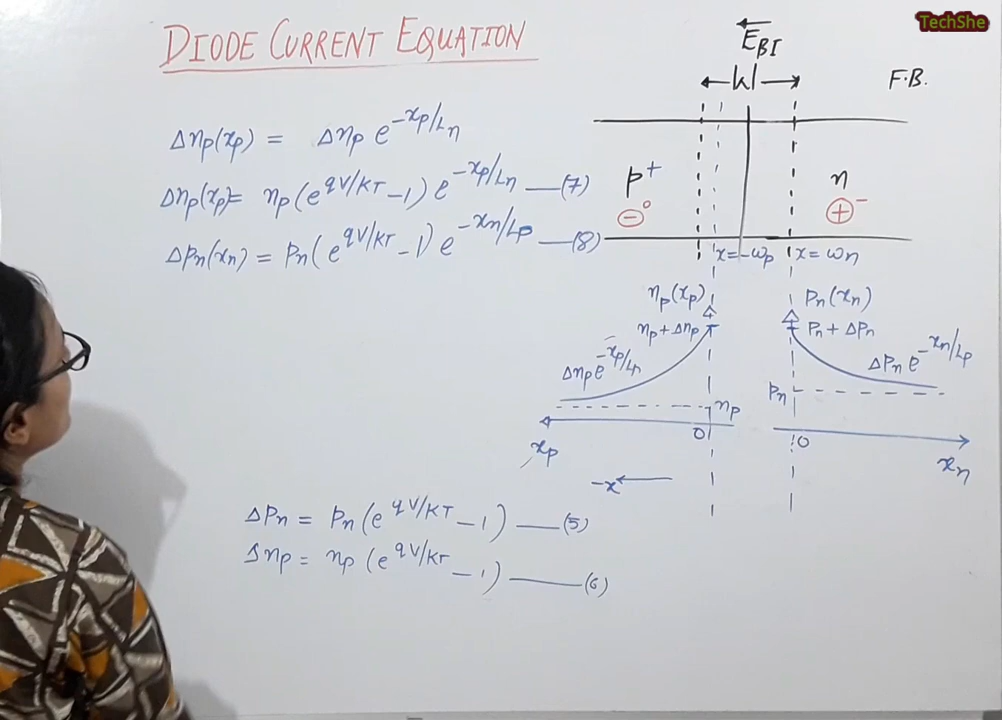 TechShe
DIODE CURRENT EQUATION
E_BI
W
F.B.
Δn_p(x_p) = Δn_p e^{-x_p/L_n}
Δn_p(x_p) = n_p (e^{qV/KT} - 1) e^{-x_p/L_n} — (7)
Δp_n(x_n) = p_n (e^{qV/KT} - 1) e^{-x_n/L_p} — (8)
p⁺ n
⊖° ⊕⁻
x=-ω_p x=ω_n
n_p(x_p) p_n(x_n)
n_p + Δn_p p_n + Δp_n
Δn_p e^{-x_p/L_n} Δp_n e^{-x_n/L_p}
n_p p_n
0 0
x_p x_n
-x
Δp_n = p_n (e^{qV/KT} - 1) — (5)
Δn_p = n_p (e^{qV/KT} - 1) — (6)